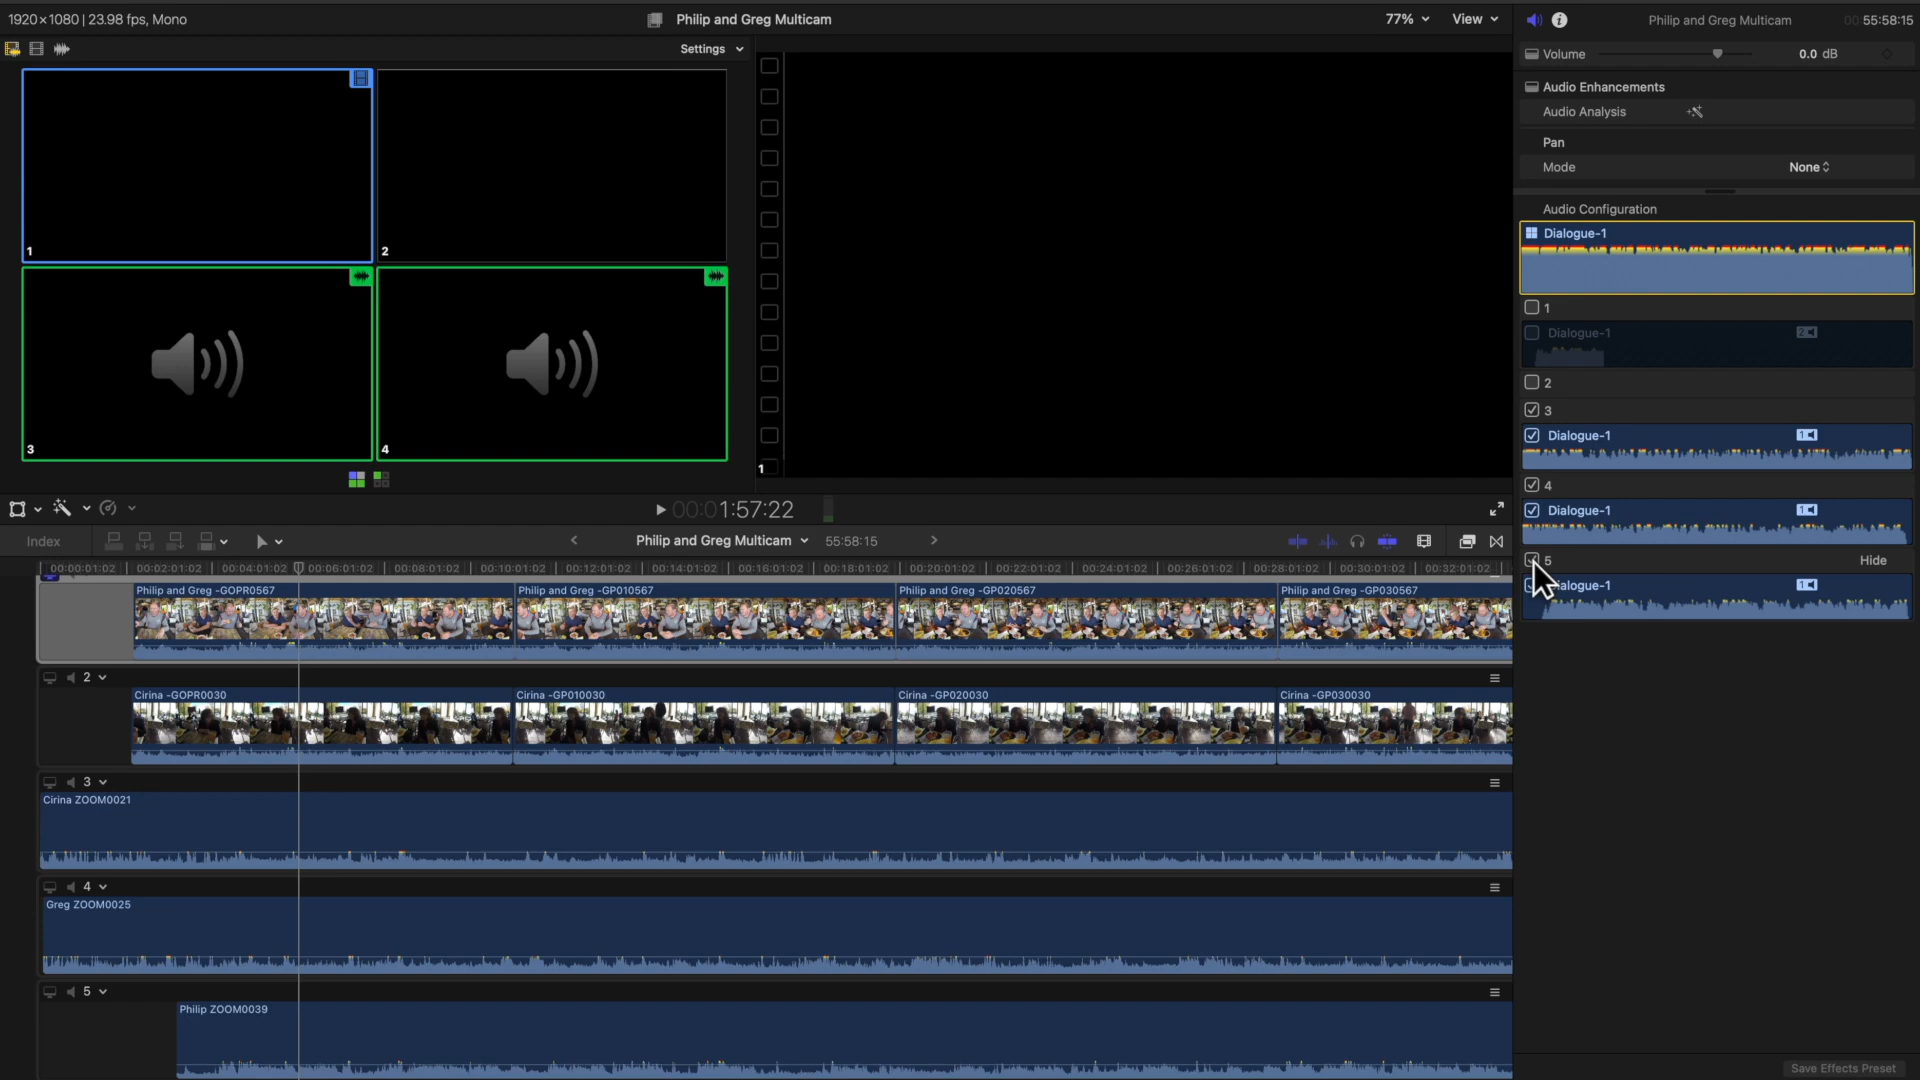 1920×1080 | 23.98 fps, Mono
Philip and Greg Multicam
77%
View
Philip and Greg Multicam
00:55:58:15
Settings
Volume
0.0 dB
Audio Enhancements
Audio Analysis
Pan
Mode
None
Audio Configuration
Dialogue-1
1
Dialogue-1
2
2
3
Dialogue-1
1
4
Dialogue-1
1
5
Hide
ialogue-1
1
1
2
3
4
1
00:00:01:57:22
Index
Philip and Greg Multicam
55:58:15
00:00:01:02
00:02:01:02
00:04:01:02
00:06:01:02
00:08:01:02
00:10:01:02
00:12:01:02
00:14:01:02
00:16:01:02
00:18:01:02
00:20:01:02
00:22:01:02
00:24:01:02
00:26:01:02
00:28:01:02
00:30:01:02
00:32:01:02
Philip and Greg -GOPR0567
Philip and Greg -GP010567
Philip and Greg -GP020567
Philip and Greg -GP030567
2
Cirina -GOPR0030
Cirina -GP010030
Cirina -GP020030
Cirina -GP030030
3
Cirina ZOOM0021
4
Greg ZOOM0025
5
Philip ZOOM0039
Save Effects Preset